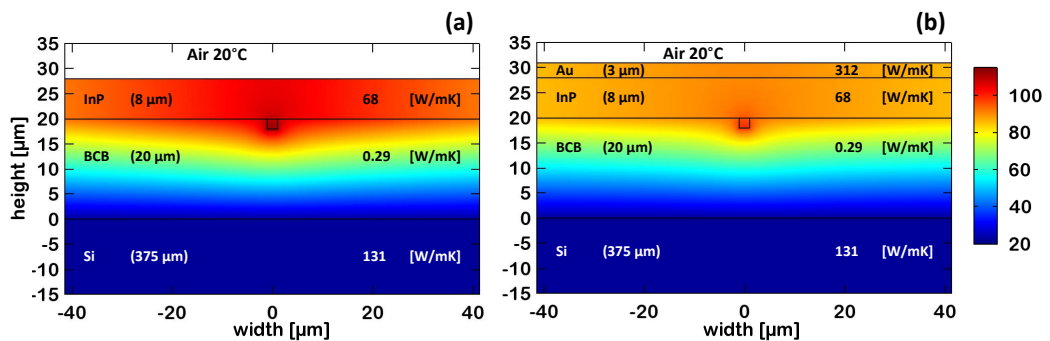 (a)
(b)
height [µm]
35
30
25
20
15
10
5
0
-5
-10
-15
Air 20°C
InP (8 µm) 68 [W/mK]
BCB (20 µm) 0.29 [W/mK]
Si (375 µm) 131 [W/mK]
-40 -20 0 20 40
width [µm]
35
30
25
20
15
10
5
0
-5
-10
-15
Air 20°C
Au (3 µm) 312 [W/mK]
InP (8 µm) 68 [W/mK]
BCB (20 µm) 0.29 [W/mK]
Si (375 µm) 131 [W/mK]
-40 -20 0 20 40
width [µm]
100
80
60
40
20